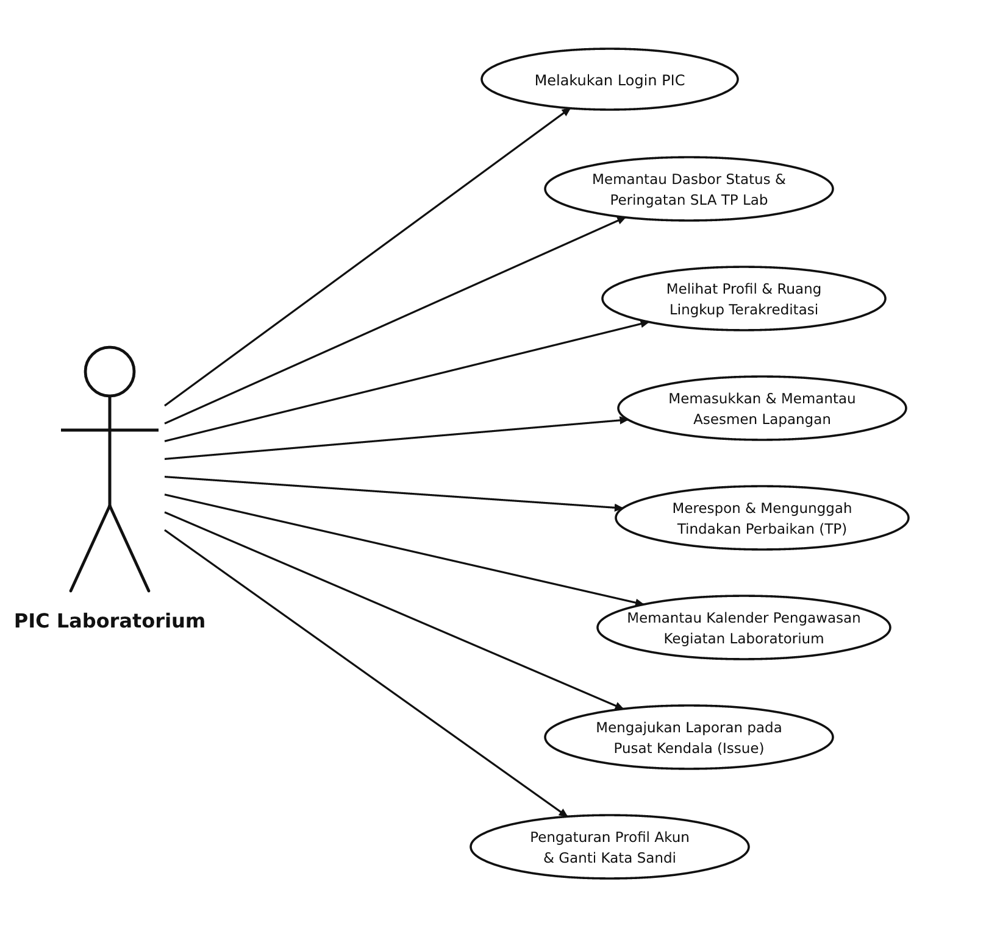 Melakukan Login PIC
Memantau Dasbor Status &
Peringatan SLA TP Lab
Melihat Profil & Ruang
Lingkup Terakreditasi
Memasukkan & Memantau
Asesmen Lapangan
Merespon & Mengunggah
Tindakan Perbaikan (TP)
PIC Laboratorium
Memantau Kalender Pengawasan
Kegiatan Laboratorium
Mengajukan Laporan pada
Pusat Kendala (Issue)
Pengaturan Profil Akun
& Ganti Kata Sandi